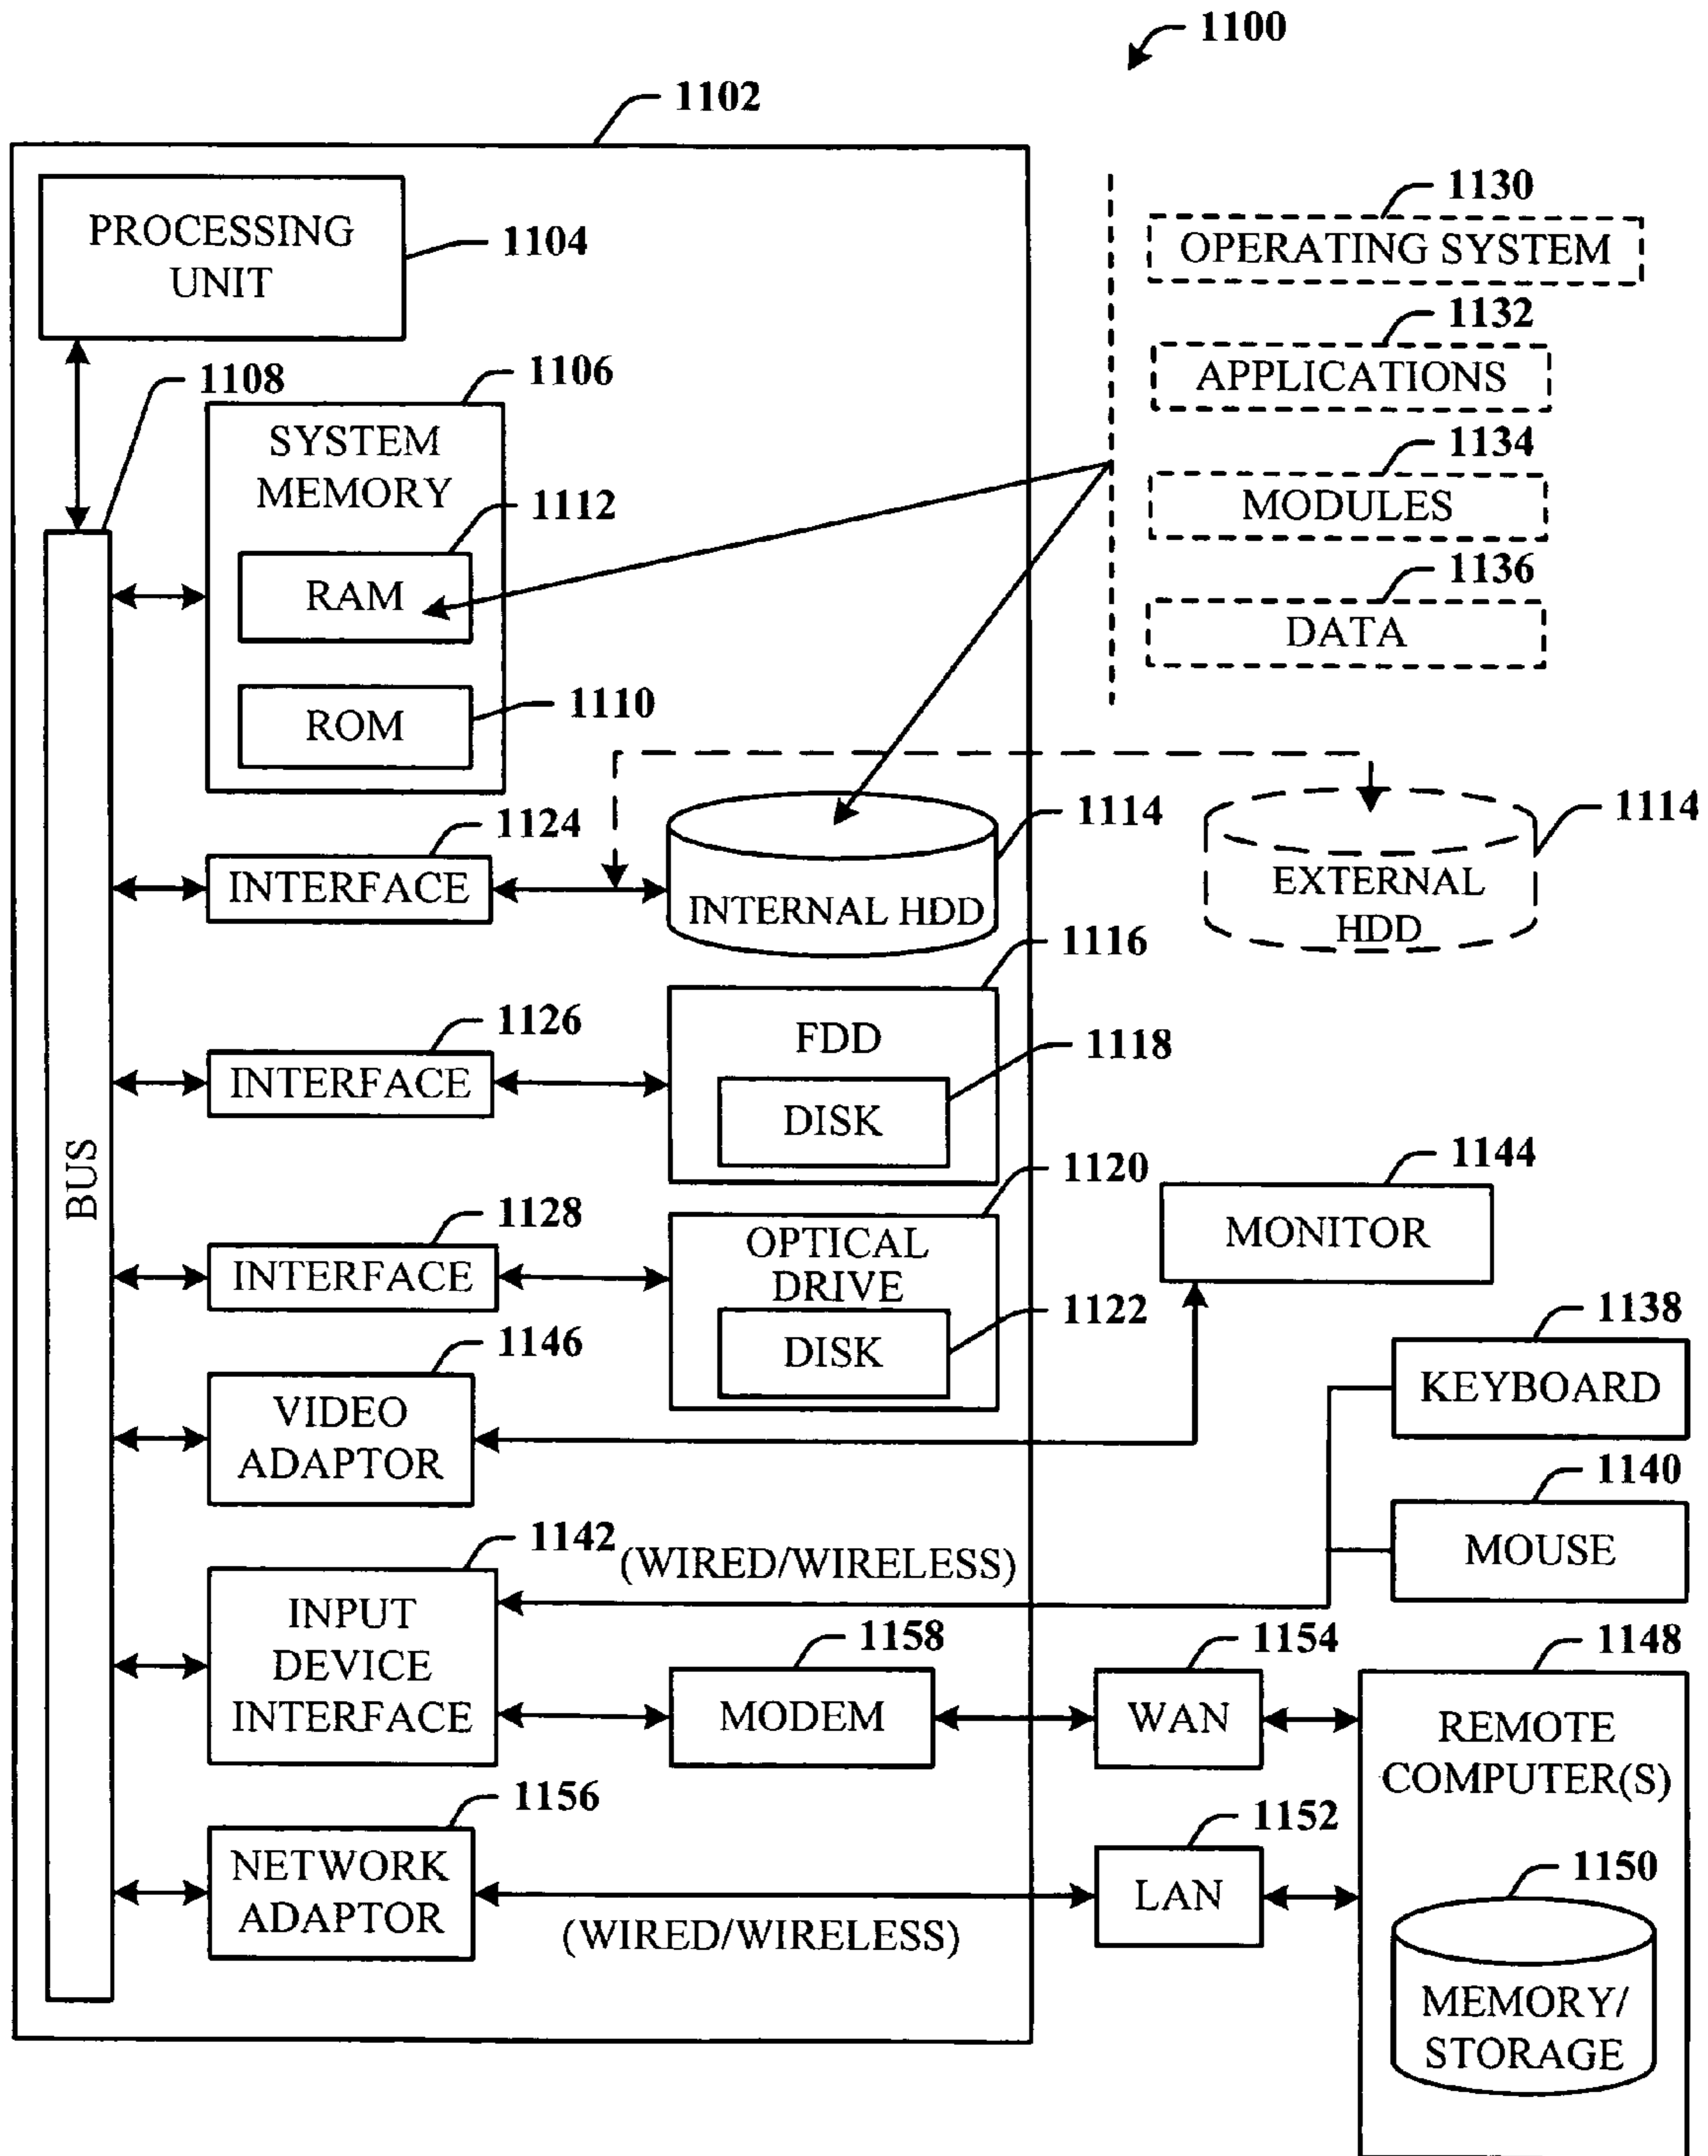 1100
1102
PROCESSING
UNIT
1104
1130
OPERATING SYSTEM
1132
APPLICATIONS
1134
MODULES
1136
DATA
1108
1106
SYSTEM
MEMORY
1112
RAM
1110
ROM
1124
INTERFACE
1114
INTERNAL HDD
1114
EXTERNAL
HDD
1126
INTERFACE
1116
FDD
1118
DISK
BUS
1128
INTERFACE
1120
OPTICAL
DRIVE
1122
DISK
1144
MONITOR
1146
VIDEO
ADAPTOR
1138
KEYBOARD
1140
MOUSE
1142
(WIRED/WIRELESS)
INPUT
DEVICE
INTERFACE
1158
MODEM
1154
WAN
1148
REMOTE
COMPUTER(S)
1156
NETWORK
ADAPTOR
(WIRED/WIRELESS)
1152
LAN
1150
MEMORY/
STORAGE